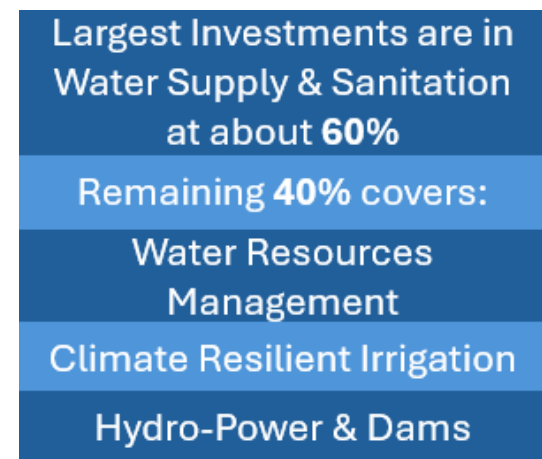 Largest Investments are in
Water Supply & Sanitation
at about 60%
Remaining 40% covers:
Water Resources
Management
Climate Resilient Irrigation
Hydro-Power & Dams